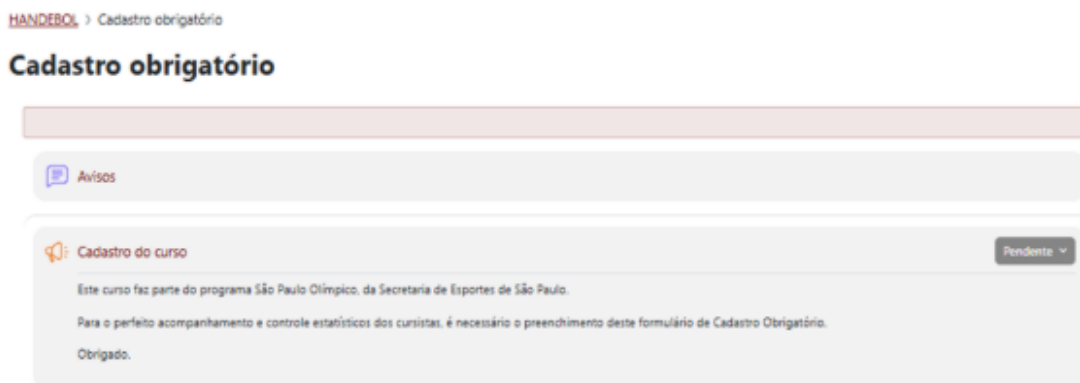 HANDEBOL > Cadastro obrigatório
Cadastro obrigatório
Avisos
Cadastro do curso
Pendente
Este curso faz parte do programa São Paulo Olímpico, da Secretaria de Esportes de São Paulo.
Para o perfeito acompanhamento e controle estatísticos dos cursistas, é necessário o preenchimento deste formulário de Cadastro Obrigatório.
Obrigado.